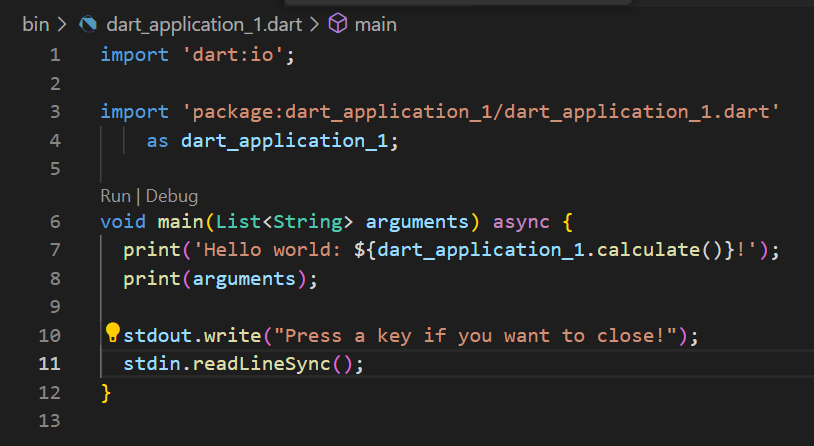 bin > dart_application_1.dart > main
1 import 'dart:io';
2
3 import 'package:dart_application_1/dart_application_1.dart'
4 as dart_application_1;
5
Run | Debug
6 void main(List<String> arguments) async {
7 print('Hello world: ${dart_application_1.calculate()}!');
8 print(arguments);
9
10 stdout.write("Press a key if you want to close!");
11 stdin.readLineSync();
12 }
13